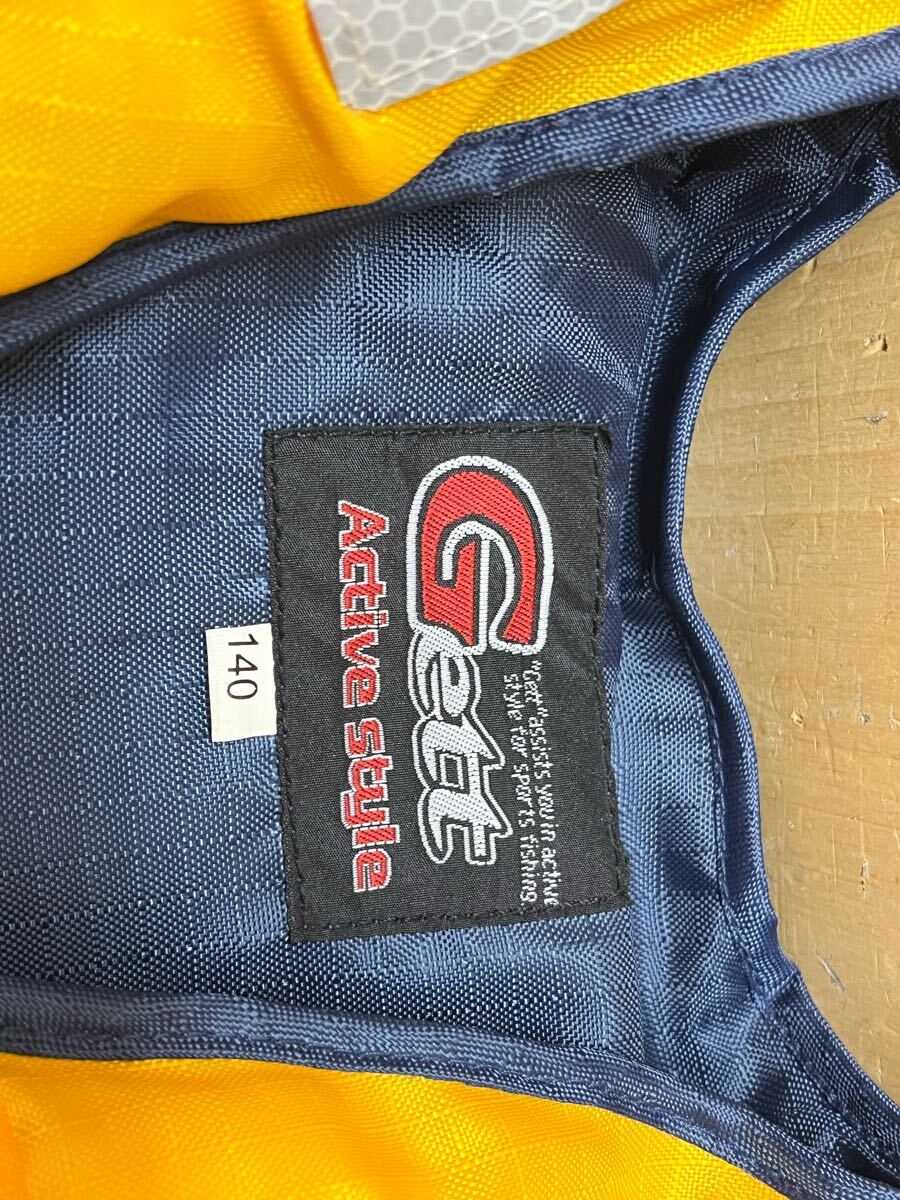 "Gett"assists you in active
style for sports fishing.
Gett
Active style
140